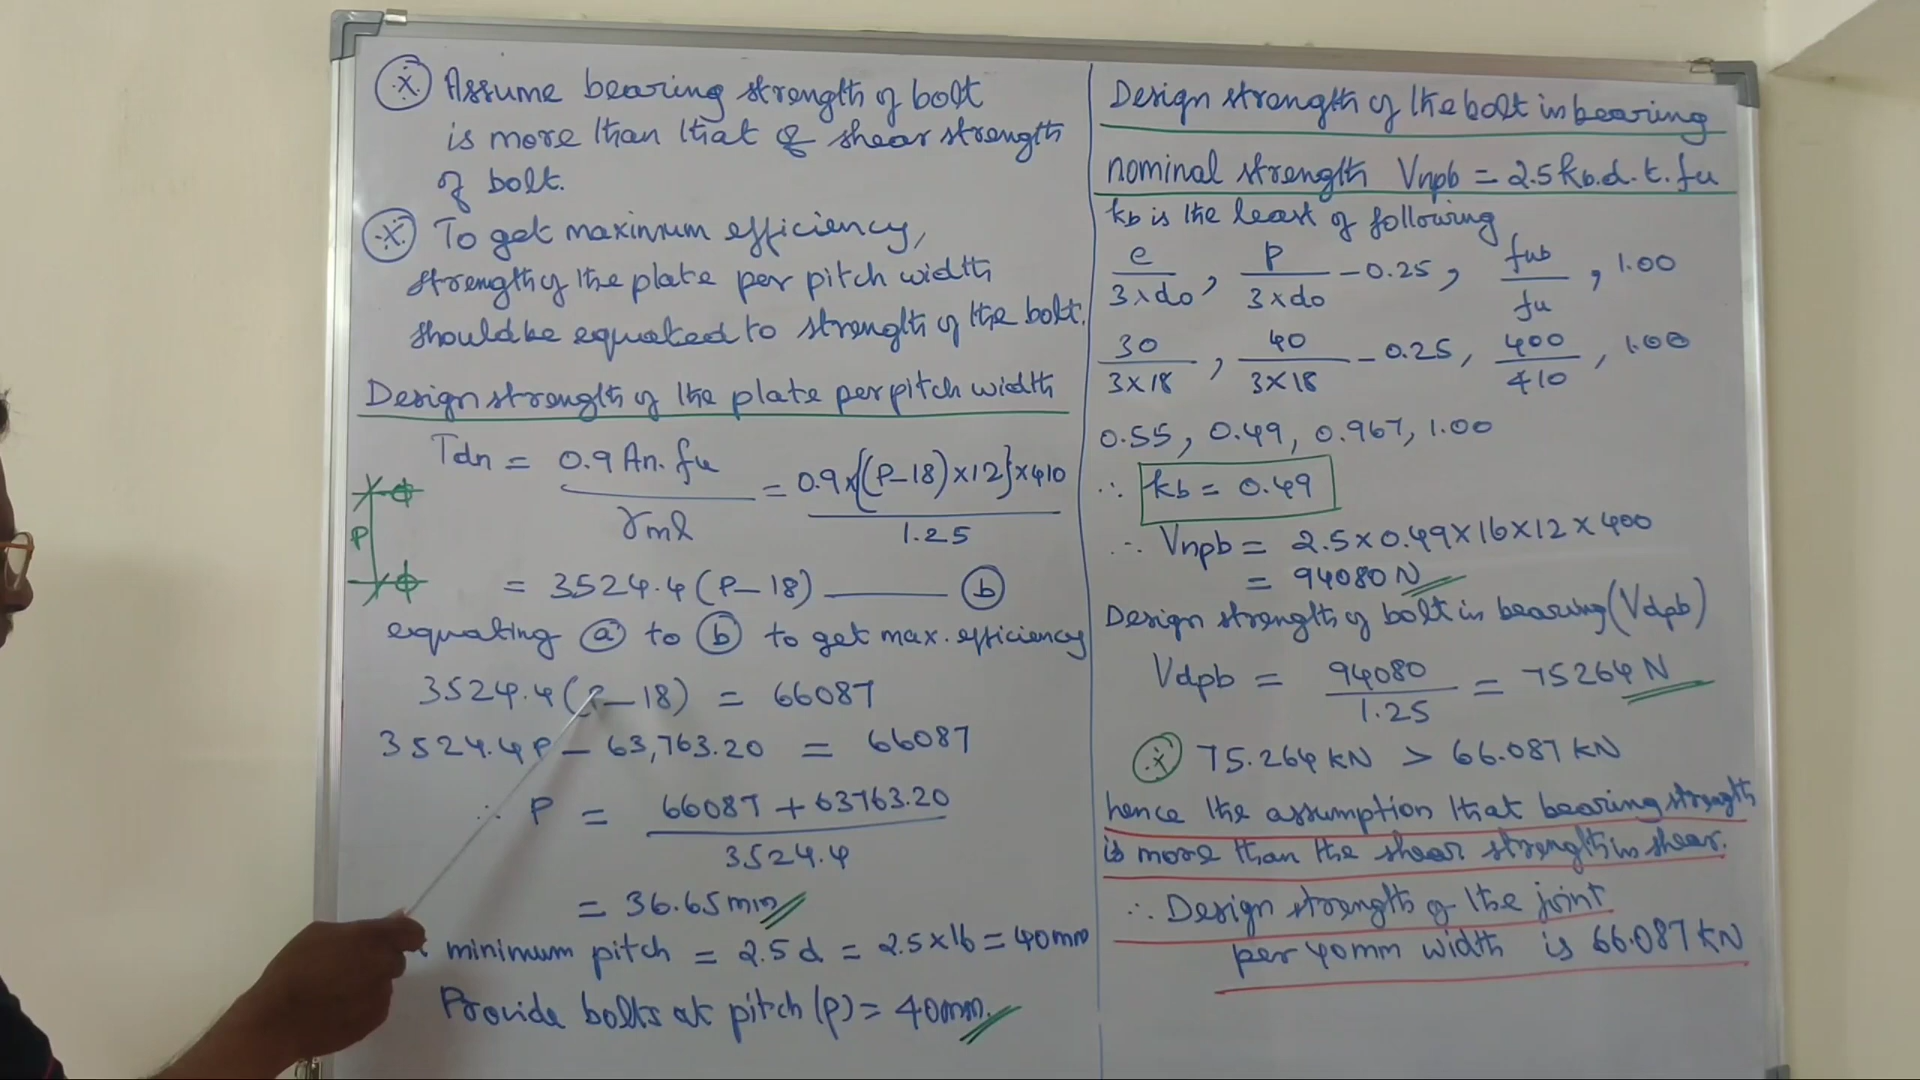 Assume bearing strength of bolt
is more than that of shear strength
of bolt.
To get maximum efficiency,
strength of the plate per pitch width
should be equated to strength of the bolt.
Design strength of the plate per pitch width
Tdn = 0.9 An. fu / γml = 0.9×{(P-18)×12}×410 / 1.25
P
= 3524.4 (P-18) ——— (b)
equating (a) to (b) to get max. efficiency
3524.4 (P-18) = 66087
3524.4P - 63,763.20 = 66087
∴ P = 66087 + 63763.20 / 3524.4
= 36.65mm
minimum pitch = 2.5 d = 2.5×16 = 40mm
Provide bolts at pitch (P) = 40mm.
Design strength of the bolt in bearing
nominal strength Vnpb = 2.5 kb.d.t.fu
kb is the least of following
e / 3×do, P / 3×do - 0.25, fub / fu, 1.00
30 / 3×18, 40 / 3×18 - 0.25, 400 / 410, 1.00
0.55, 0.49, 0.967, 1.00
∴ kb = 0.49
∴ Vnpb = 2.5×0.49×16×12×400
= 94080 N
Design strength of bolt in bearing (Vdpb)
Vdpb = 94080 / 1.25 = 75264 N
75.264 KN > 66.087 KN
hence the assumption that bearing strength
is more than the shear strength in shear.
∴ Design strength of the joint
per 40mm width is 66.087 KN